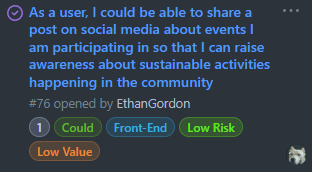 As a user, I could be able to share a
post on social media about events I
am participating in so that I can raise
awareness about sustainable activities
happening in the community
#76 opened by EthanGordon
1 Could Front-End Low Risk
Low Value